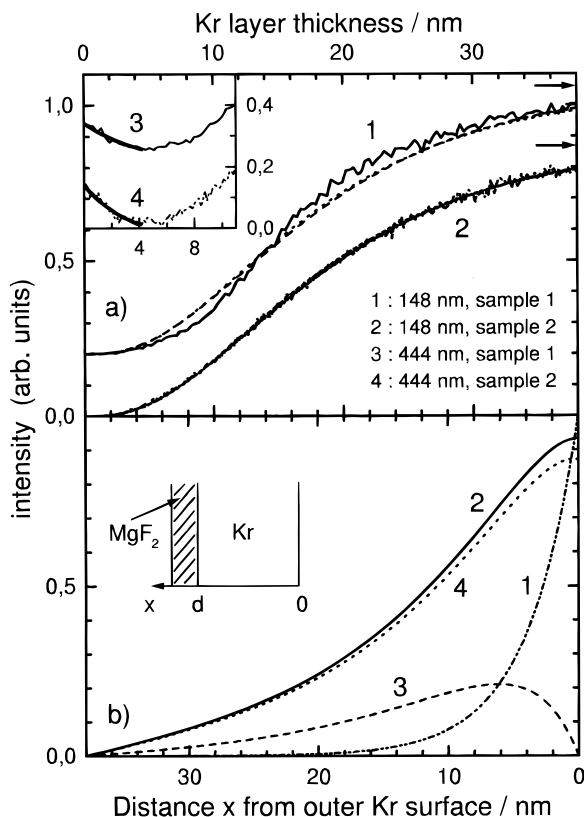 Kr layer thickness / nm
0 10 20 30
1,0
0,5
0,0
intensity (arb. units)
3
4
0,4
0,2
0,0
4 8
1
2
a)
1 : 148 nm, sample 1
2 : 148 nm, sample 2
3 : 444 nm, sample 1
4 : 444 nm, sample 2
0,5
0,0
MgF₂
Kr
x d 0
2
4
1
3
b)
30 20 10 0
Distance x from outer Kr surface / nm